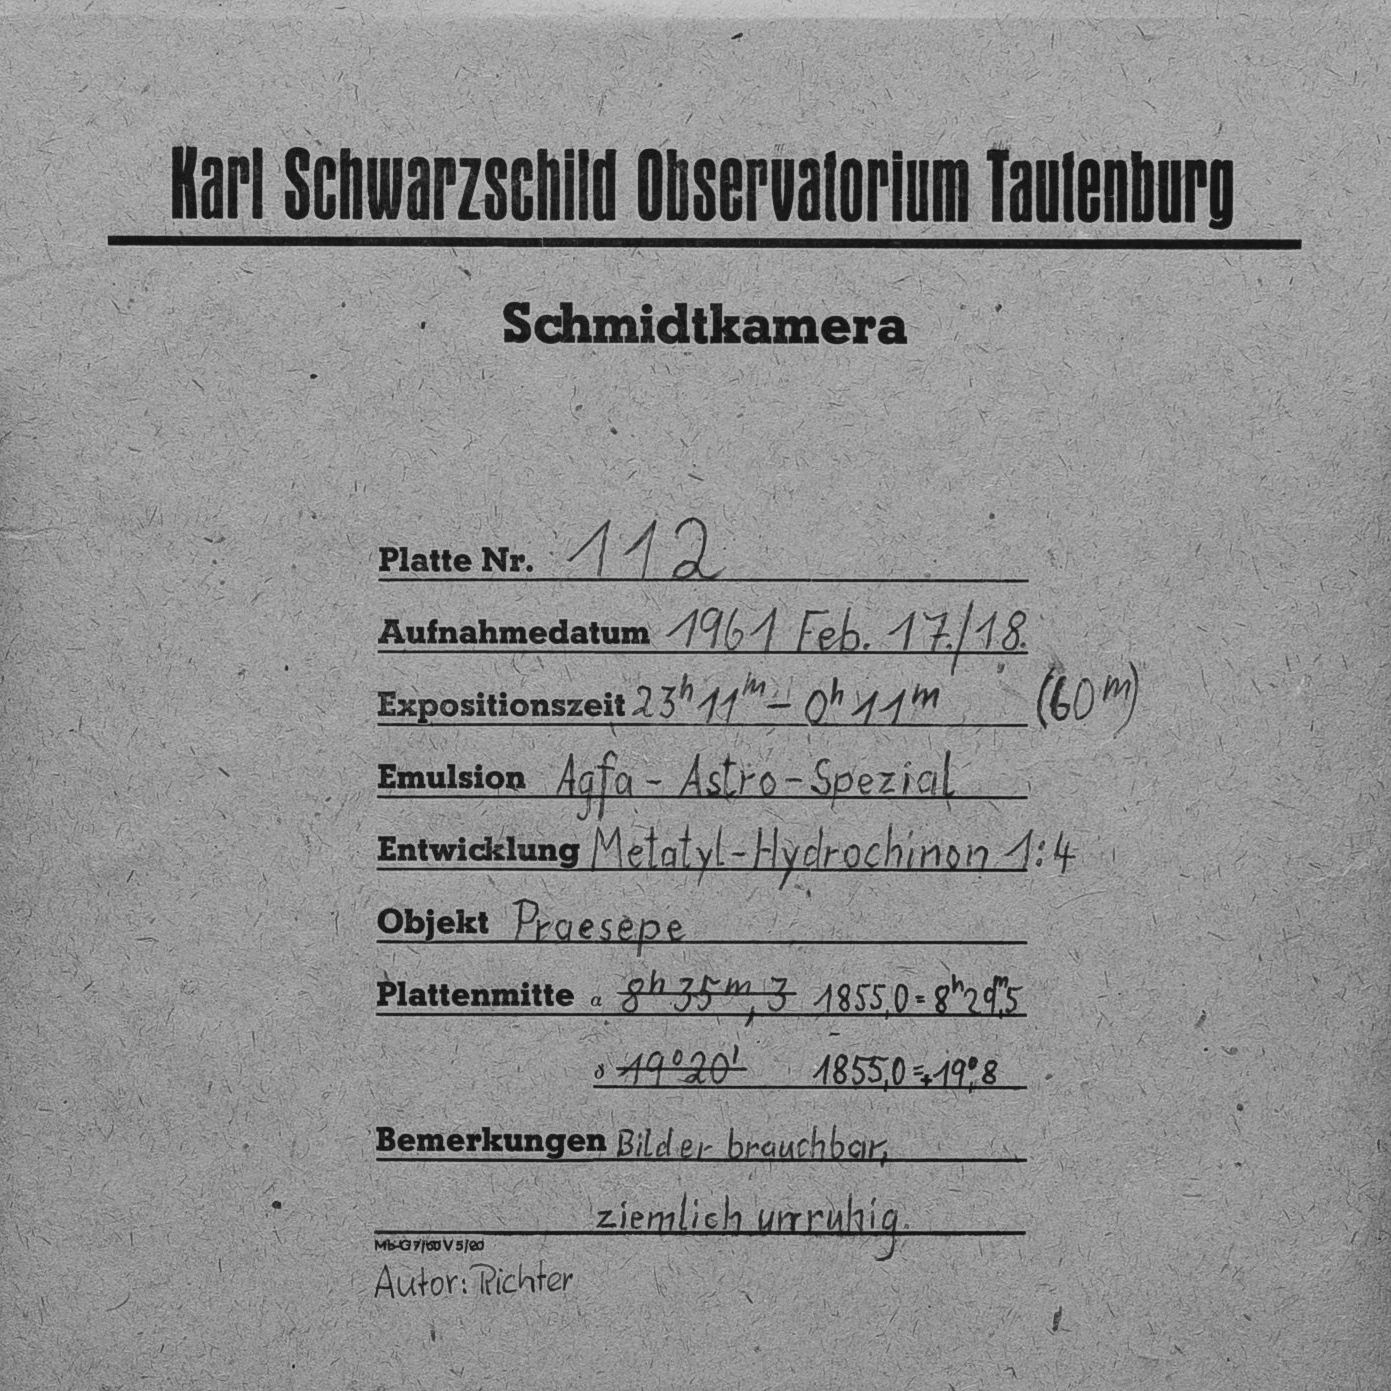 Karl Schwarzschild Observatorium Tautenburg
Schmidtkamera
Platte Nr. 112
Aufnahmedatum 1961 Feb. 17./18.
Expositionszeit 23h 11m – 0h 11m (60m)
Emulsion Agfa - Astro - Spezial
Entwicklung Metatyl-Hydrochinon 1:4
Objekt Praesepe
Plattenmitte α 8h 35m,3 1855,0 = 8h 29m,5
δ 19° 20' 1855,0 = +19°,8
Bemerkungen Bilder brauchbar,
ziemlich unruhig.
Mb-G 7/60 V 5/20
Autor: Richter